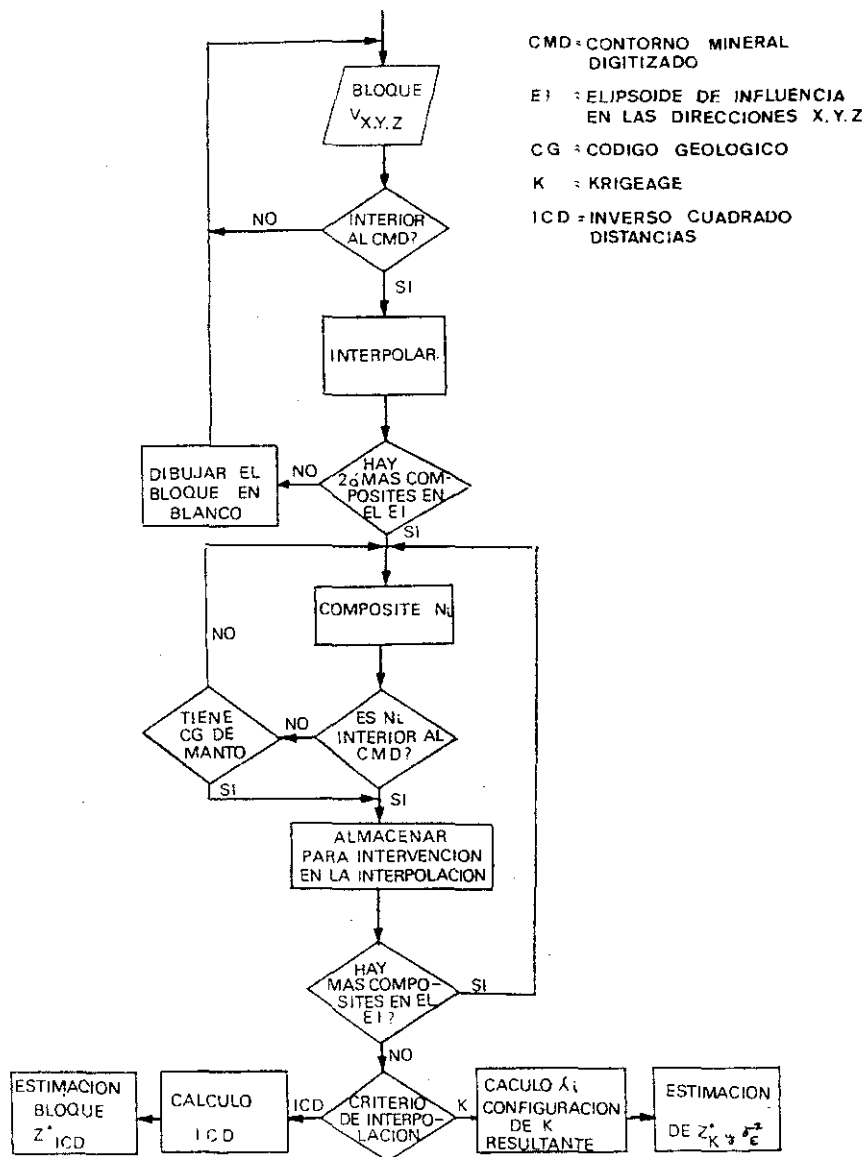 CMD = CONTORNO MINERAL
DIGITIZADO
EI = ELIPSOIDE DE INFLUENCIA
EN LAS DIRECCIONES X,Y,Z
CG = CODIGO GEOLOGICO
K = KRIGEAGE
ICD = INVERSO CUADRADO
DISTANCIAS
BLOQUE
V X,Y,Z
INTERIOR
AL CMD?
NO
SI
INTERPOLAR
HAY
2 ó MAS COM-
POSITES EN
EL EI
NO
SI
DIBUJAR EL
BLOQUE EN
BLANCO
COMPOSITE Ni
NO
ES Ni
INTERIOR AL
CMD?
NO
SI
TIENE
CG DE
MANTO
SI
ALMACENAR
PARA INTERVENCION
EN LA INTERPOLACION
HAY
MAS COMPO-
SITES EN EL
EI?
SI
NO
CRITERIO
DE INTERPO-
LACION
ICD
K
CALCULO
ICD
ESTIMACION
BLOQUE
Z* ICD
CACULO λi
CONFIGURACION
DE K
RESULTANTE
ESTIMACION
DE Z*K y σ²ε